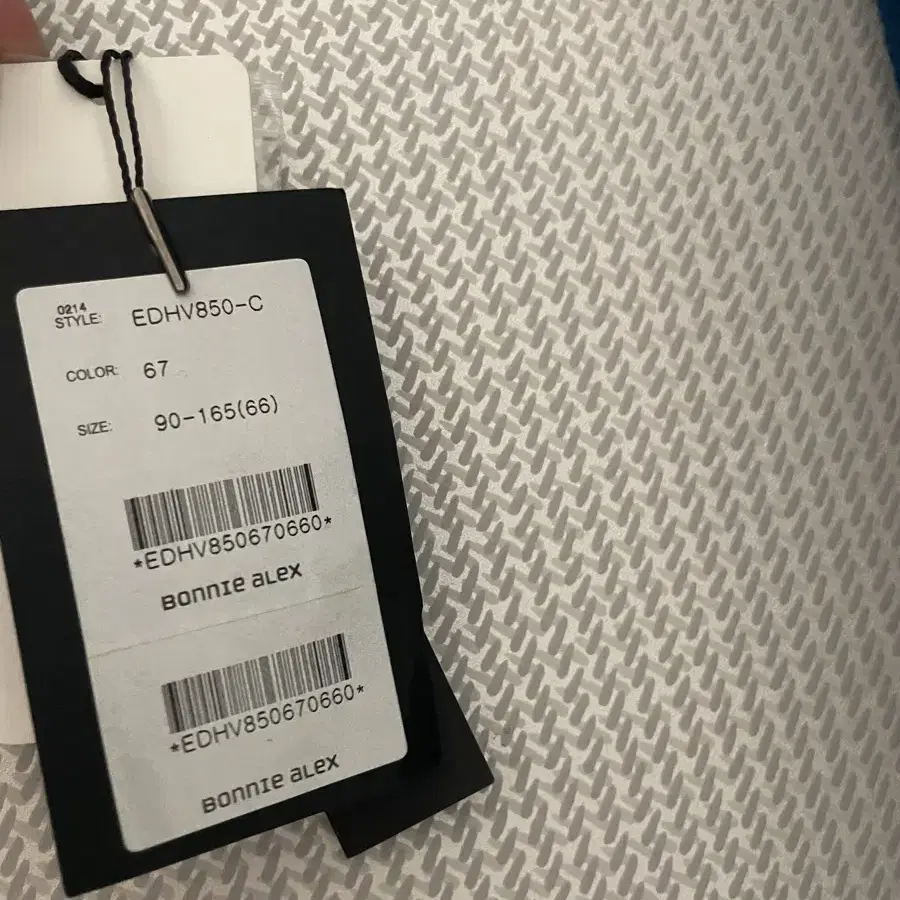 0214
STYLE: EDHV850-C
COLOR: 67
SIZE: 90-165(66)
*EDHV850670660*
BONNIE aLEX
*EDHV850670660*
BONNIE aLEX